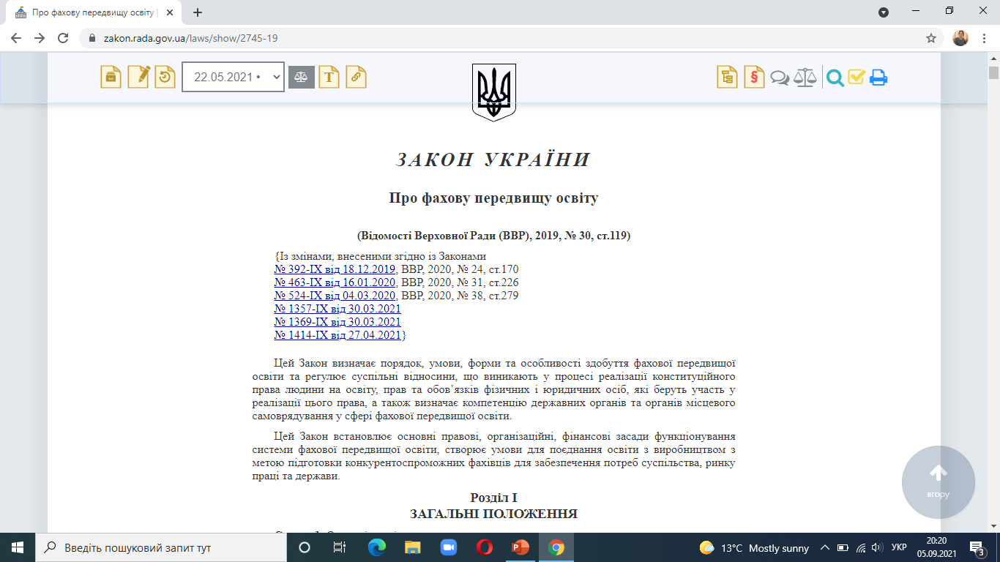 Про фахову передвищу освіту |
zakon.rada.gov.ua/laws/show/2745-19
22.05.2021 •
T
§
ЗАКОН УКРАЇНИ
Про фахову передвищу освіту
(Відомості Верховної Ради (ВВР), 2019, № 30, ст.119)
{Із змінами, внесеними згідно із Законами
№ 392-IX від 18.12.2019, ВВР, 2020, № 24, ст.170
№ 463-IX від 16.01.2020, ВВР, 2020, № 31, ст.226
№ 524-IX від 04.03.2020, ВВР, 2020, № 38, ст.279
№ 1357-IX від 30.03.2021
№ 1369-IX від 30.03.2021
№ 1414-IX від 27.04.2021}
Цей Закон визначає порядок, умови, форми та особливості здобуття фахової передвищої
освіти та регулює суспільні відносини, що виникають у процесі реалізації конституційного
права людини на освіту, прав та обов’язків фізичних і юридичних осіб, які беруть участь у
реалізації цього права, а також визначає компетенцію державних органів та органів місцевого
самоврядування у сфері фахової передвищої освіти.
Цей Закон встановлює основні правові, організаційні, фінансові засади функціонування
системи фахової передвищої освіти, створює умови для поєднання освіти з виробництвом з
метою підготовки конкурентоспроможних фахівців для забезпечення потреб суспільства, ринку
праці та держави.
вгору
Розділ I
ЗАГАЛЬНІ ПОЛОЖЕННЯ
Введіть пошуковий запит тут
13°C Mostly sunny
УКР
20:20
05.09.2021
3